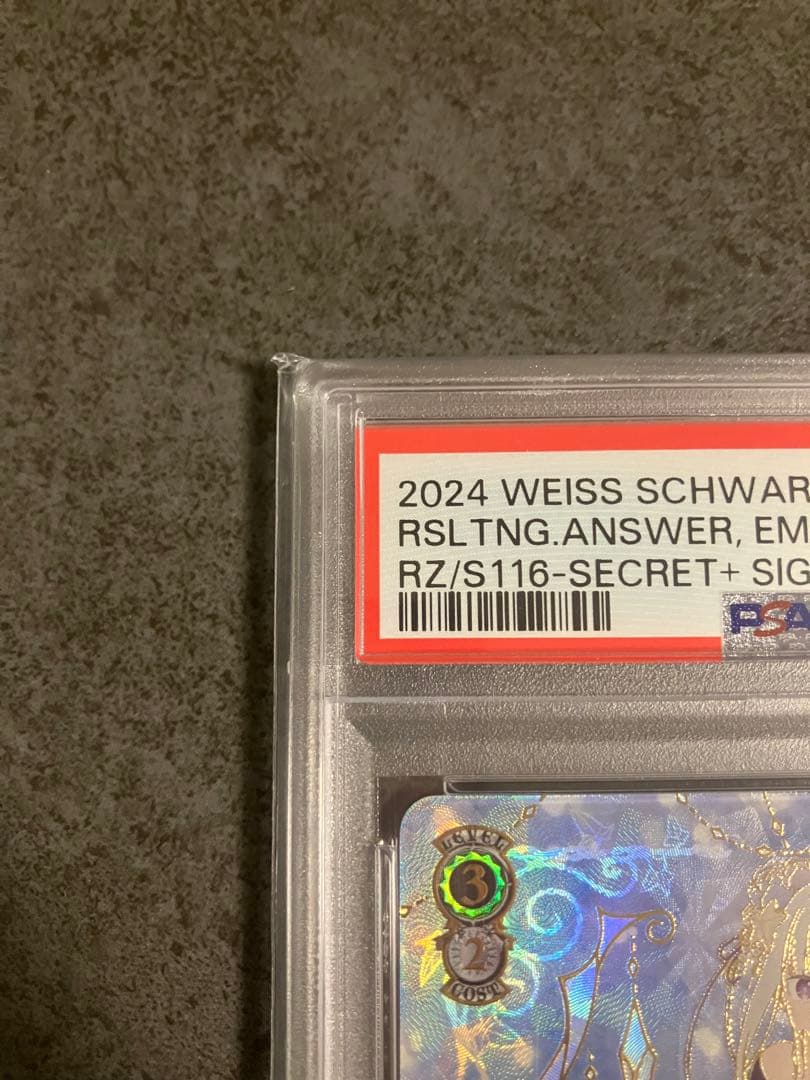 2024 WEISS SCHWAR
RSLTNG.ANSWER, EM
RZ/S116-SECRET+ SIG
PSA
LEVEL
3
2
COST